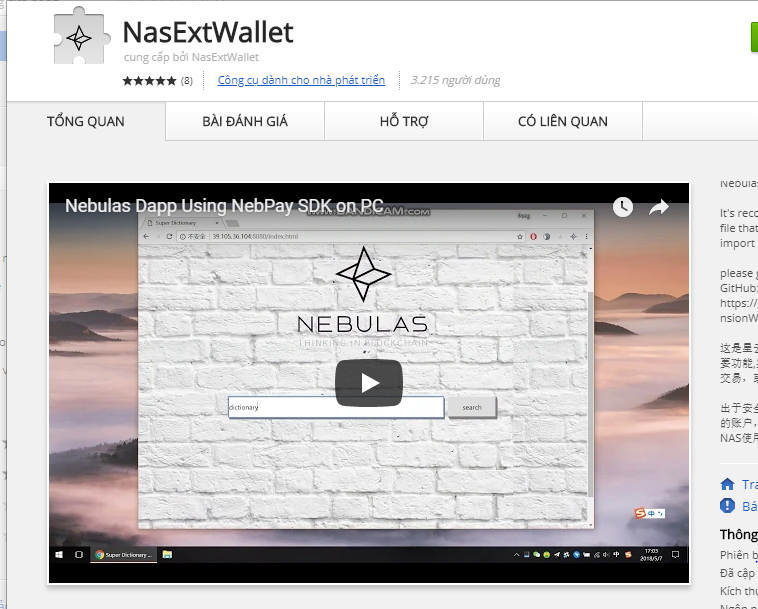 NasExtWallet
cung cấp bởi NasExtWallet
(8)
Công cụ dành cho nhà phát triển
3.215 người dùng
TỔNG QUAN
BÀI ĐÁNH GIÁ
HỖ TRỢ
CÓ LIÊN QUAN
Nebulas Dapp Using NebPay SDK on PC
Super Dictionary
不安全
39.105.36.104:8080/index.html
NEBULAS
THINKING IN BLOCKCHAIN
dictionary
search
中
Super Dictionary ...
中
17:03
2018/5/7
Nebulas
It's reco
file that
import
please g
GitHub:
https://g
nsionW
这是星云
要功能,
交易，
出于安全
的账户，
NAS使用
Tra
Bá
Thông
Phiên b
Đã cập
Kích thư
Ngôn n